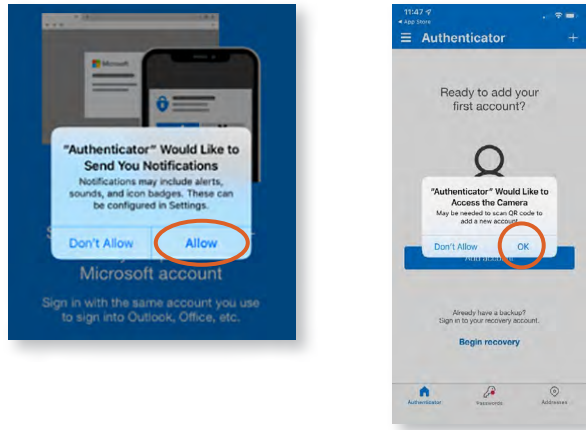 Microsoft
"Authenticator" Would Like to
Send You Notifications
Notifications may include alerts,
sounds, and icon badges. These can
be configured in Settings.
Don't Allow
Allow
Microsoft account
Sign in with the same account you use
to sign into Outlook, Office, etc.
11:47
App Store
Authenticator
Ready to add your
first account?
"Authenticator" Would Like to
Access the Camera
May be needed to scan QR code to
add a new account.
Don't Allow
OK
Add account
Already have a backup?
Sign in to your recovery account.
Begin recovery
Authenticator
Passwords
Addresses